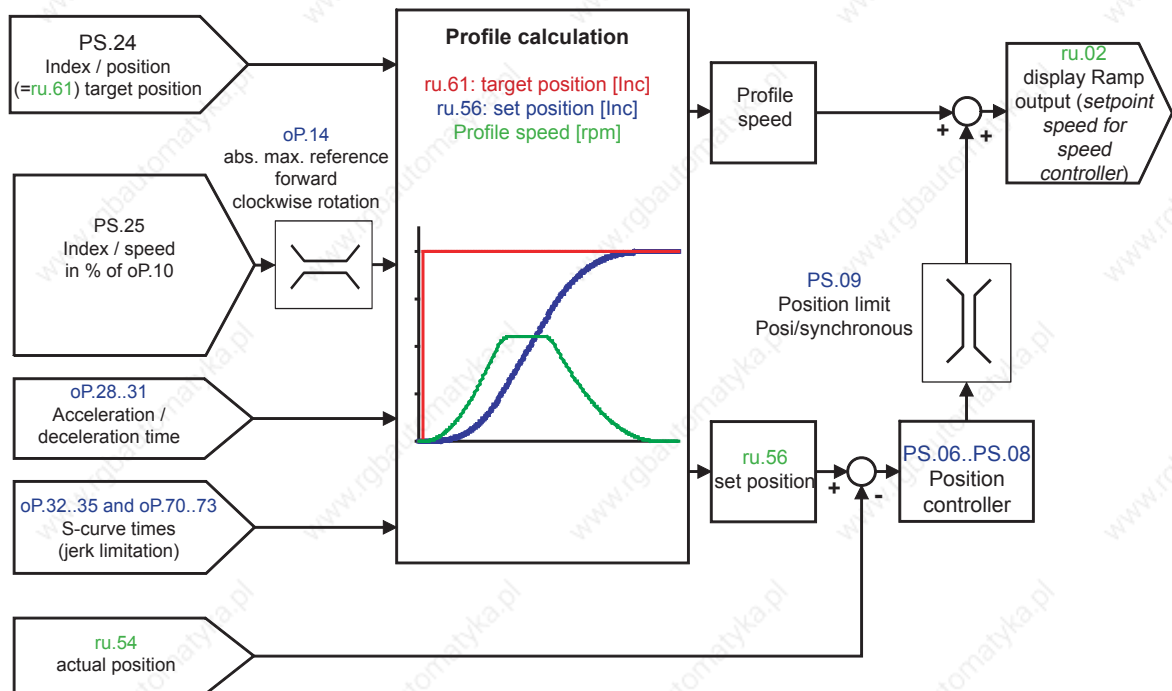 PS.24
Index / position
(=ru.61) target position
oP.14
abs. max. reference
forward
clockwise rotation
PS.25
Index / speed
in % of oP.10
oP.28..31
Acceleration /
deceleration time
oP.32..35 and oP.70..73
S-curve times
(jerk limitation)
ru.54
actual position
Profile calculation
ru.61: target position [Inc]
ru.56: set position [Inc]
Profile speed [rpm]
Profile
speed
+
+
ru.02
display Ramp
output (setpoint
speed for
speed
controller)
PS.09
Position limit
Posi/synchronous
ru.56
set position
+
-
PS.06..PS.08
Position
controller
www.rgbautomatyka.pl